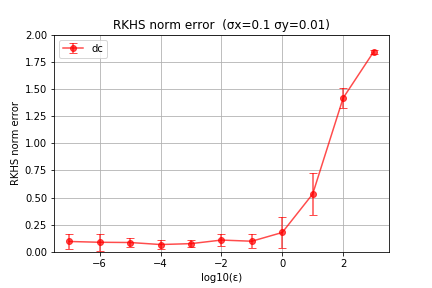 RKHS norm error (σx=0.1 σy=0.01)
dc
RKHS norm error
2.00
1.75
1.50
1.25
1.00
0.75
0.50
0.25
0.00
−6 −4 −2 0 2
log10(ε)